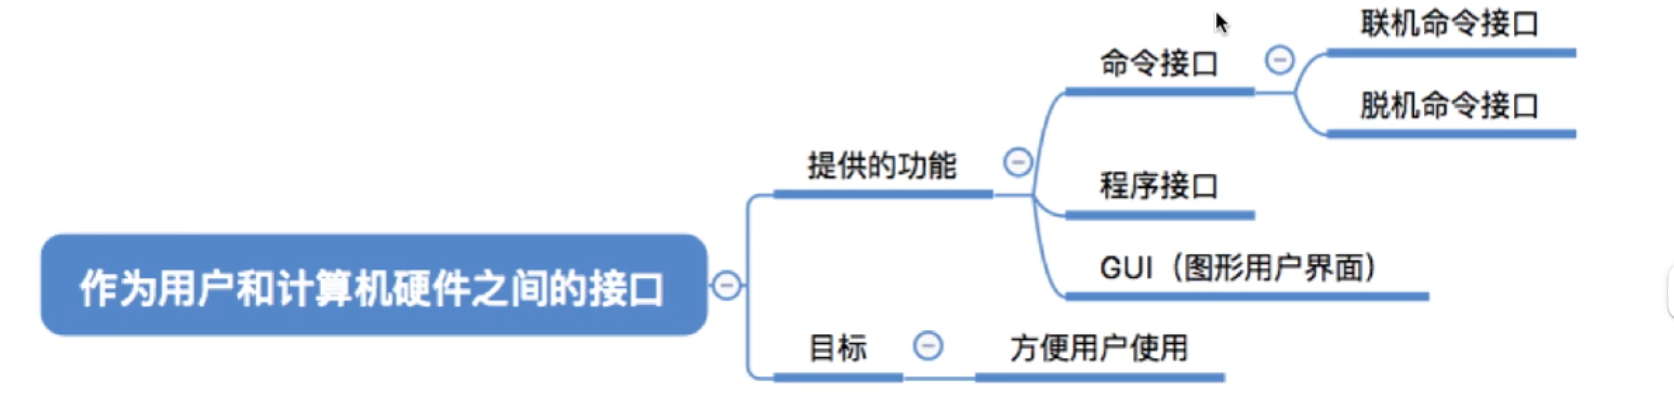 联机命令接口
命令接口
脱机命令接口
提供的功能
程序接口
GUI（图形用户界面）
作为用户和计算机硬件之间的接口
目标
方便用户使用